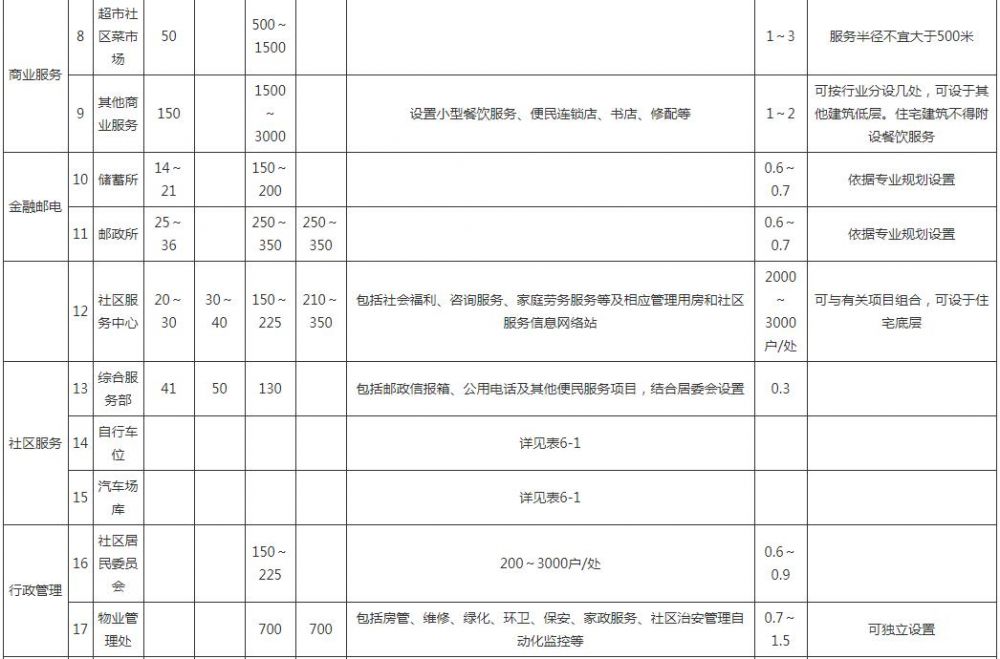 商业服务
8
超市社
区菜市
场
50
500～
1500
1～3
服务半径不宜大于500米
9
其他商
业服务
150
1500
～
3000
设置小型餐饮服务、便民连锁店、书店、修配等
1～2
可按行业分设几处，可设于其
他建筑低层。住宅建筑不得附
设餐饮服务
金融邮电
10
储蓄所
14～
21
150～
200
0.6～
0.7
依据专业规划设置
11
邮政所
25～
36
250～
350
250～
350
0.6～
0.7
依据专业规划设置
12
社区服
务中心
20～
30
30～
40
150～
225
210～
350
包括社会福利、咨询服务、家庭劳务服务等及相应管理用房和社区
服务信息网络站
2000
～
3000
户/处
可与有关项目组合，可设于住
宅底层
社区服务
13
综合服
务部
41
50
130
包括邮政信报箱、公用电话及其他便民服务项目，结合居委会设置
0.3
14
自行车
位
详见表6-1
15
汽车场
库
详见表6-1
行政管理
16
社区居
民委员
会
150～
225
200～3000户/处
0.6～
0.9
17
物业管
理处
700
700
包括房管、维修、绿化、环卫、保安、家政服务、社区治安管理自
动化监控等
0.7～
1.5
可独立设置